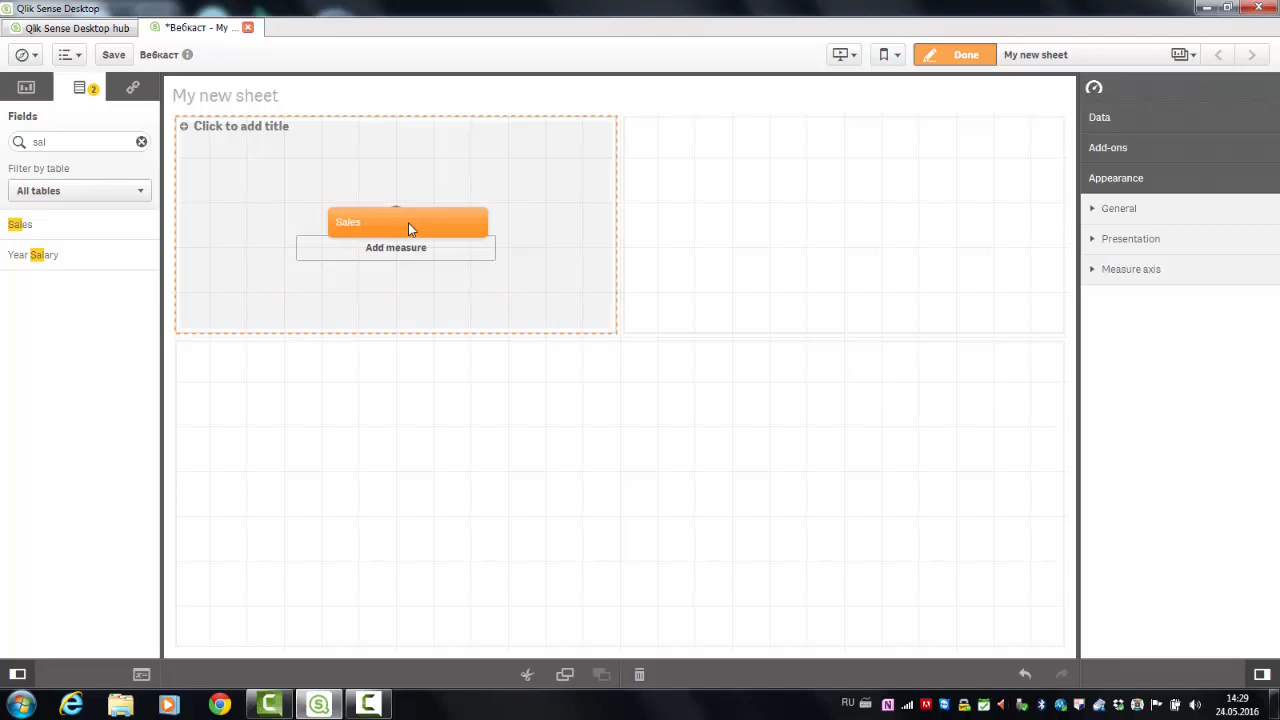 Qlik Sense Desktop
Qlik Sense Desktop hub
*Вебкаст - My ...
Save
Вебкаст
Done
My new sheet
2
Fields
sal
Filter by table
All tables
Sales
Year Salary
My new sheet
Click to add title
Sales
Add measure
Data
Add-ons
Appearance
General
Presentation
Measure axis
RU
14:29
24.05.2016